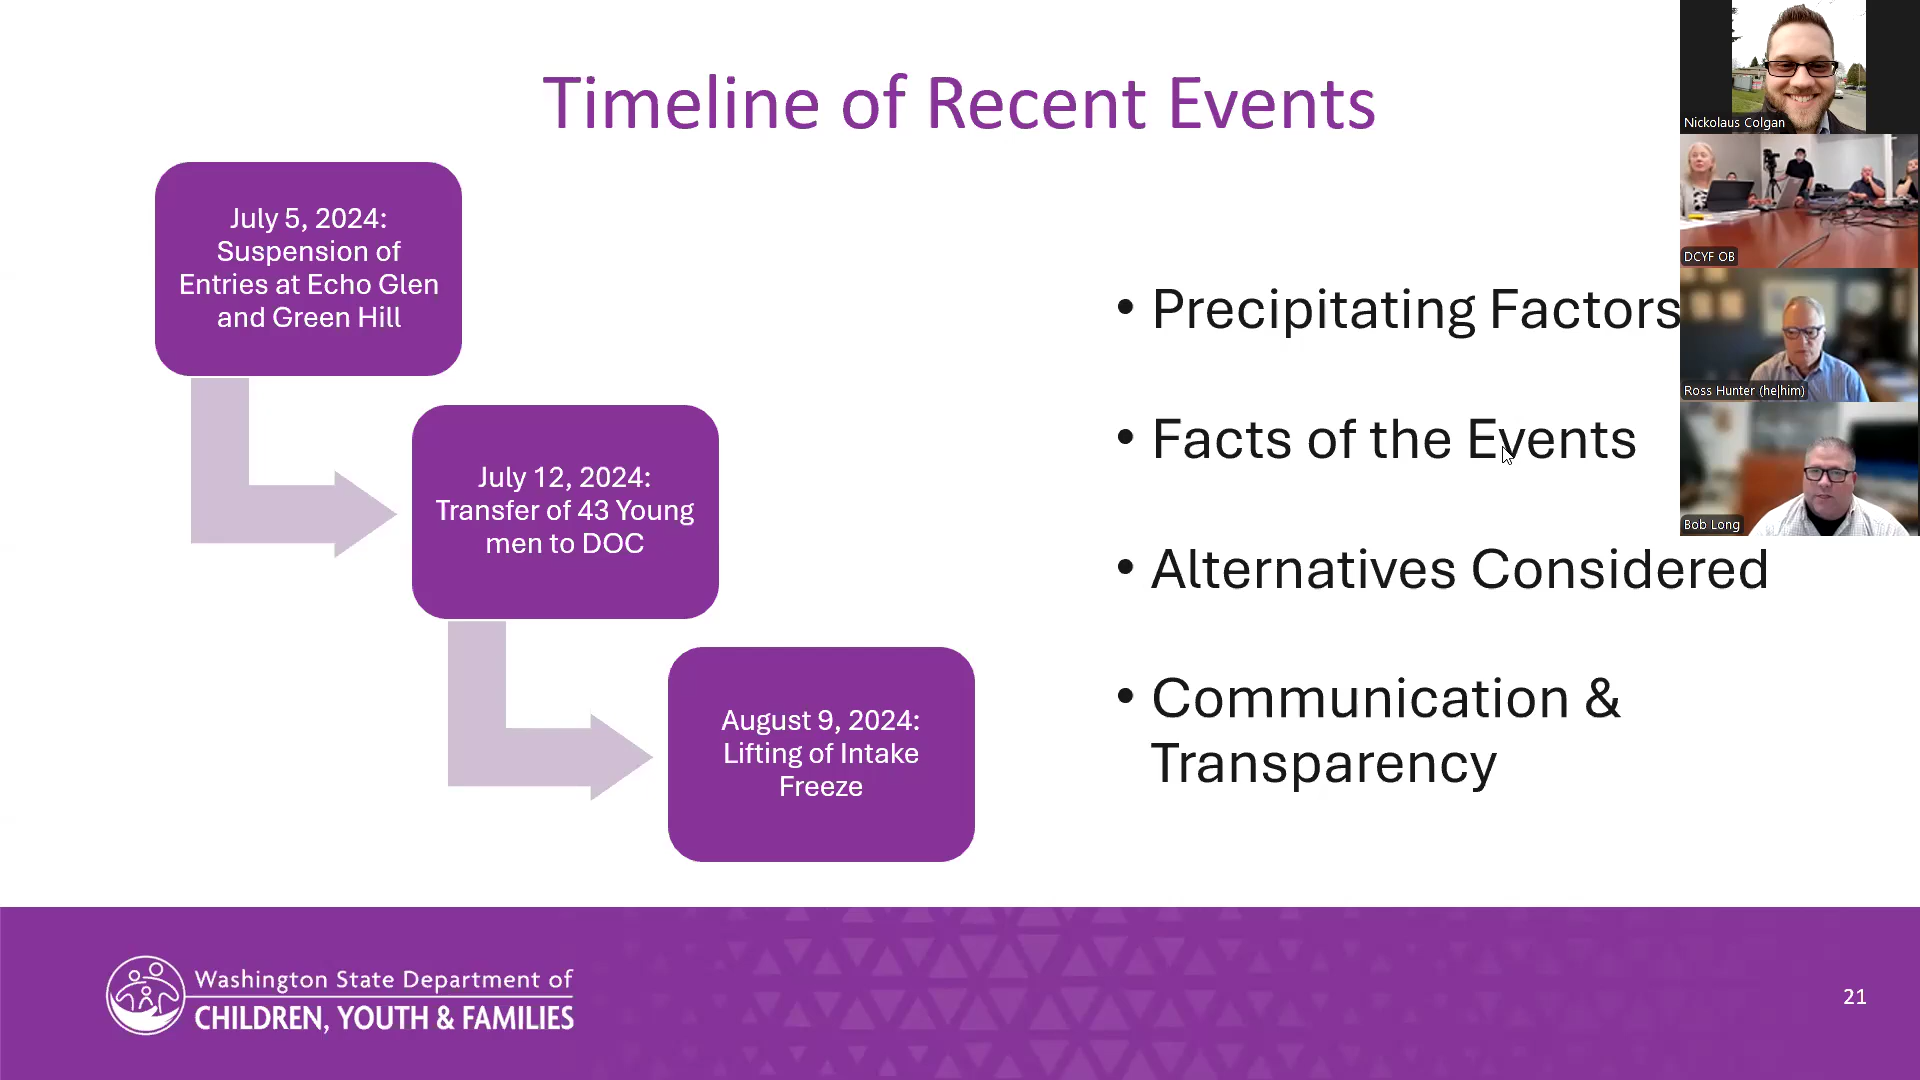 Timeline of Recent Events
July 5, 2024:
Suspension of
Entries at Echo Glen
and Green Hill
July 12, 2024:
Transfer of 43 Young
men to DOC
August 9, 2024:
Lifting of Intake
Freeze
• Precipitating Factors
• Facts of the Events
• Alternatives Considered
• Communication &
Transparency
Nickolaus Colgan
DCYF OB
Ross Hunter (he|him)
Bob Long
Washington State Department of
CHILDREN, YOUTH & FAMILIES
21